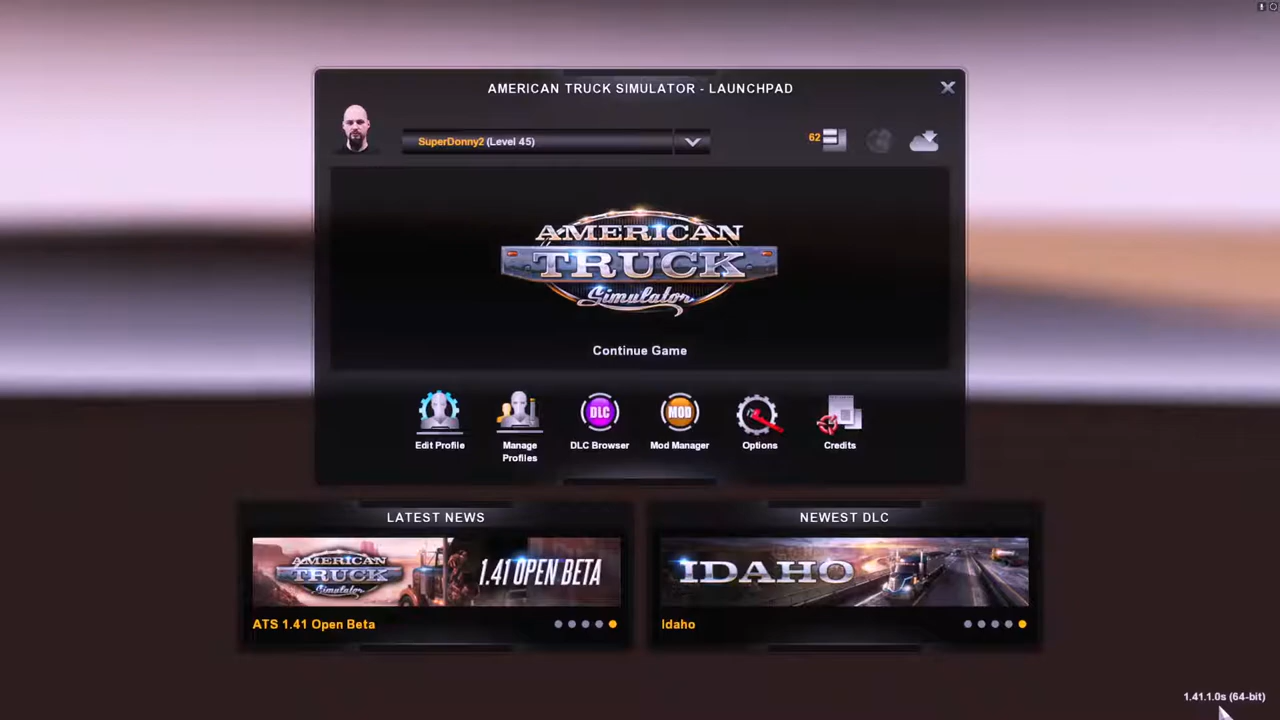 AMERICAN TRUCK SIMULATOR - LAUNCHPAD
SuperDonny2 (Level 45)
62
AMERICAN
TRUCK
Simulator
Continue Game
DLC
MOD
Edit Profile
Manage
Profiles
DLC Browser
Mod Manager
Options
Credits
LATEST NEWS
AMERICAN
TRUCK
Simulator
1.41 OPEN BETA
ATS 1.41 Open Beta
NEWEST DLC
IDAHO
Idaho
1.41.1.0s (64-bit)